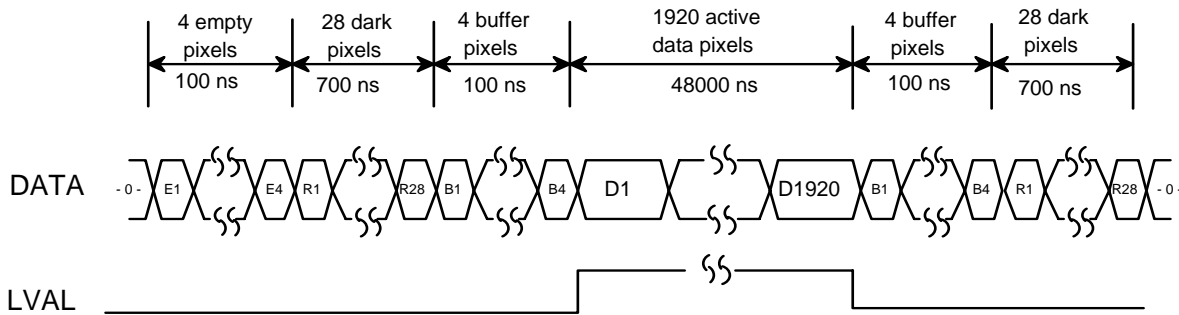 4 empty pixels
28 dark pixels
4 buffer pixels
1920 active data pixels
4 buffer pixels
28 dark pixels
100 ns
700 ns
100 ns
48000 ns
100 ns
700 ns
DATA
- 0 -
E1
E4
R1
R28
B1
B4
D1
D1920
B1
B4
R1
R28
- 0 -
LVAL